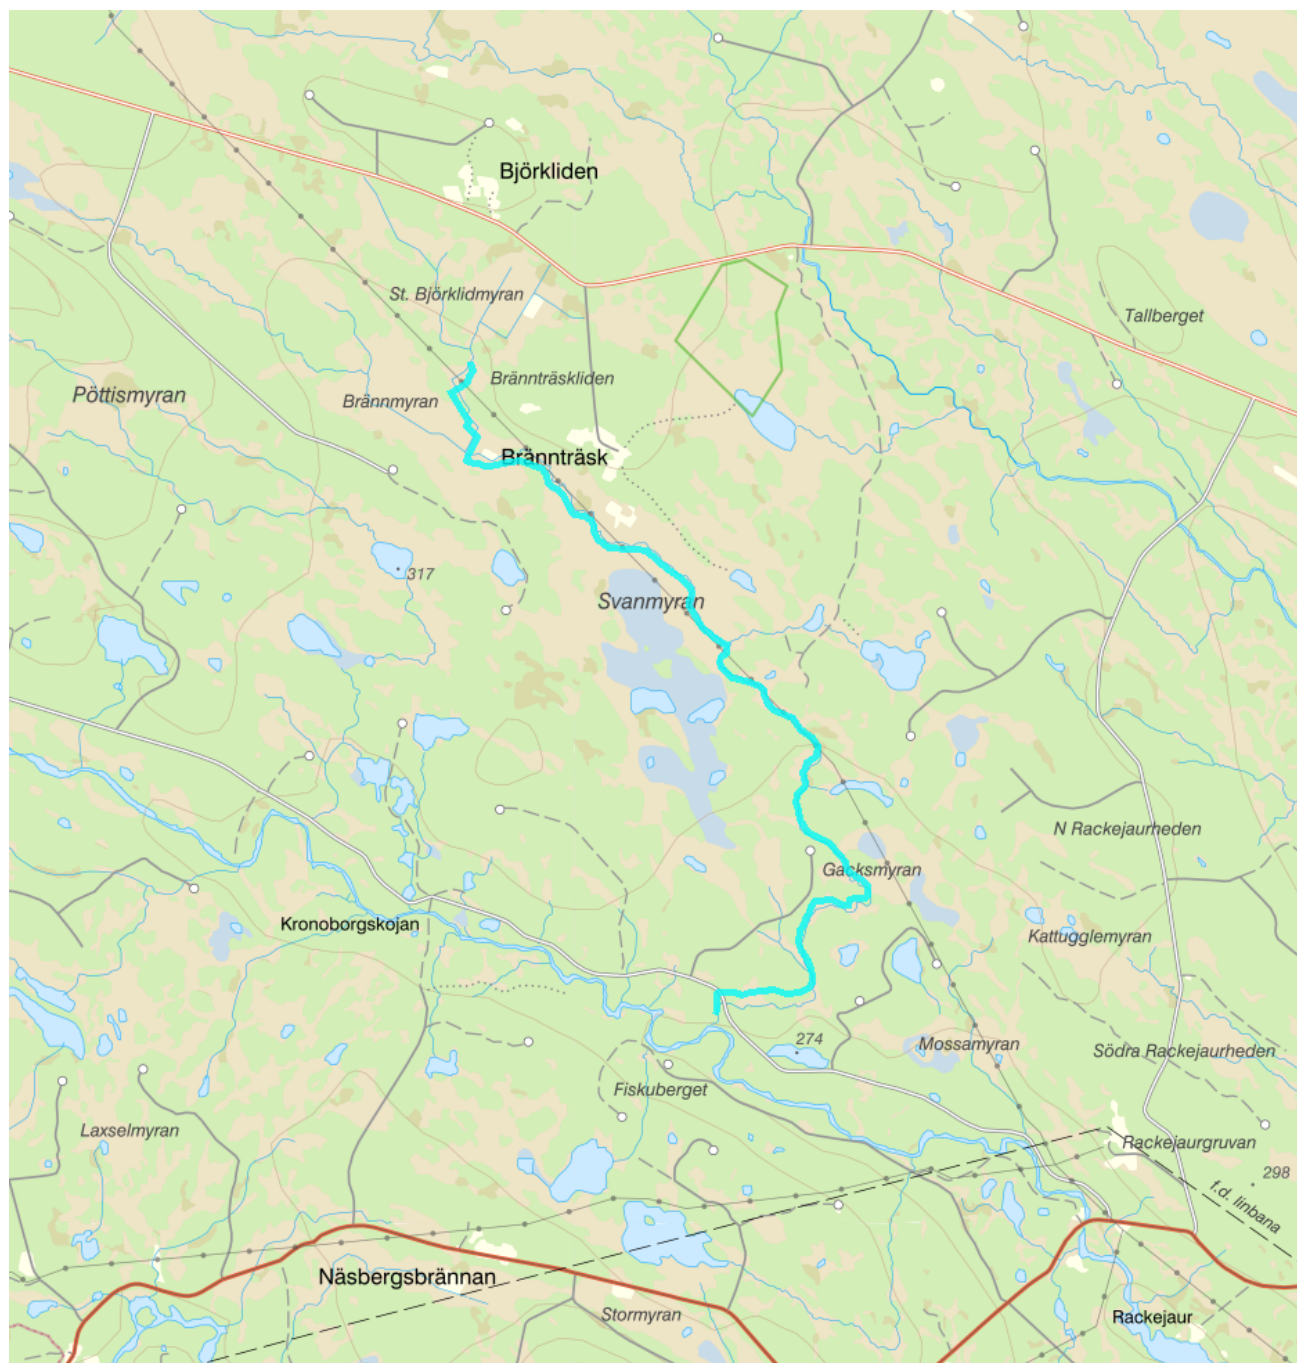 Björkliden
St. Björklidmyran
Tallberget
Brännträskliden
Pöttismyran
Brännmyran
Brännträsk
317
Svanmyran
N Rackejaurheden
Gacksmyran
Kronoborgskojan
Kattugglemyran
274
Mossamyran
Södra Rackejaurheden
Fiskuberget
Laxselmyran
Rackejaurgruvan
298
f.d. linbana
Näsbergsbrännan
Stormyran
Rackejaur